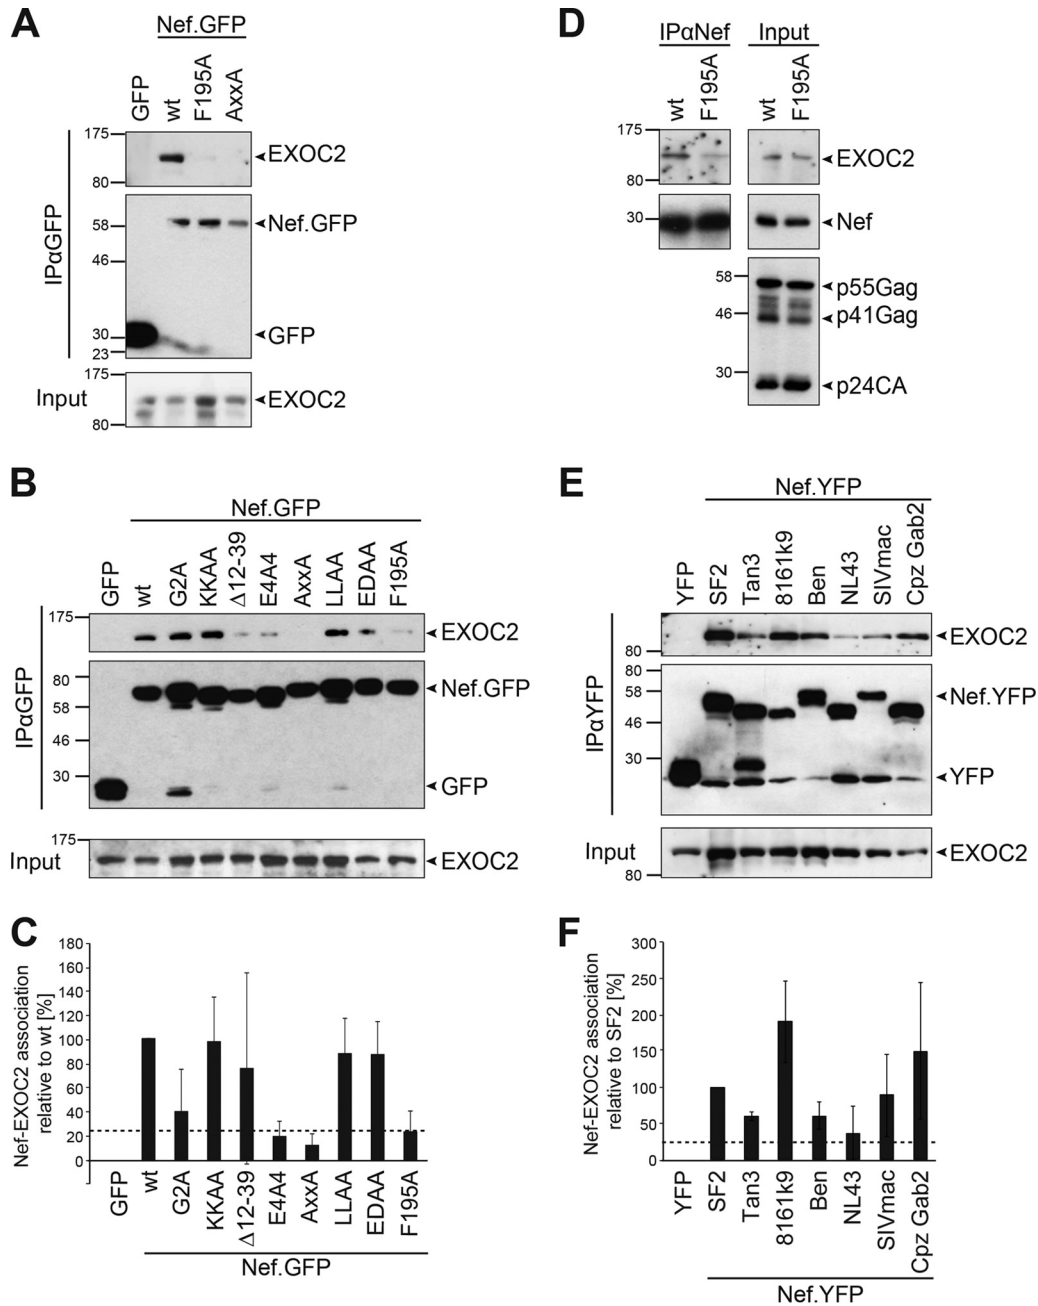 A
Nef.GFP
GFP
wt
F195A
AxxA
IPαGFP
175
80
EXOC2
58
46
30
23
Nef.GFP
GFP
Input
175
80
EXOC2
D
IPαNef
Input
wt
F195A
wt
F195A
175
80
EXOC2
30
Nef
58
46
30
p55Gag
p41Gag
p24CA
B
Nef.GFP
GFP
wt
G2A
KKAA
Δ12-39
E4A4
AxxA
LLAA
EDAA
F195A
IPαGFP
175
EXOC2
80
58
46
30
Nef.GFP
GFP
Input
175
EXOC2
E
Nef.YFP
YFP
SF2
Tan3
8161k9
Ben
NL43
SIVmac
Cpz Gab2
IPαYFP
80
EXOC2
80
58
46
30
Nef.YFP
YFP
Input
80
EXOC2
C
Nef-EXOC2 association
relative to wt [%]
180
160
140
120
100
80
60
40
20
0
GFP
wt
G2A
KKAA
Δ12-39
E4A4
AxxA
LLAA
EDAA
F195A
Nef.GFP
F
Nef-EXOC2 association
relative to SF2 [%]
300
250
200
150
100
50
0
YFP
SF2
Tan3
8161k9
Ben
NL43
SIVmac
Cpz Gab2
Nef.YFP